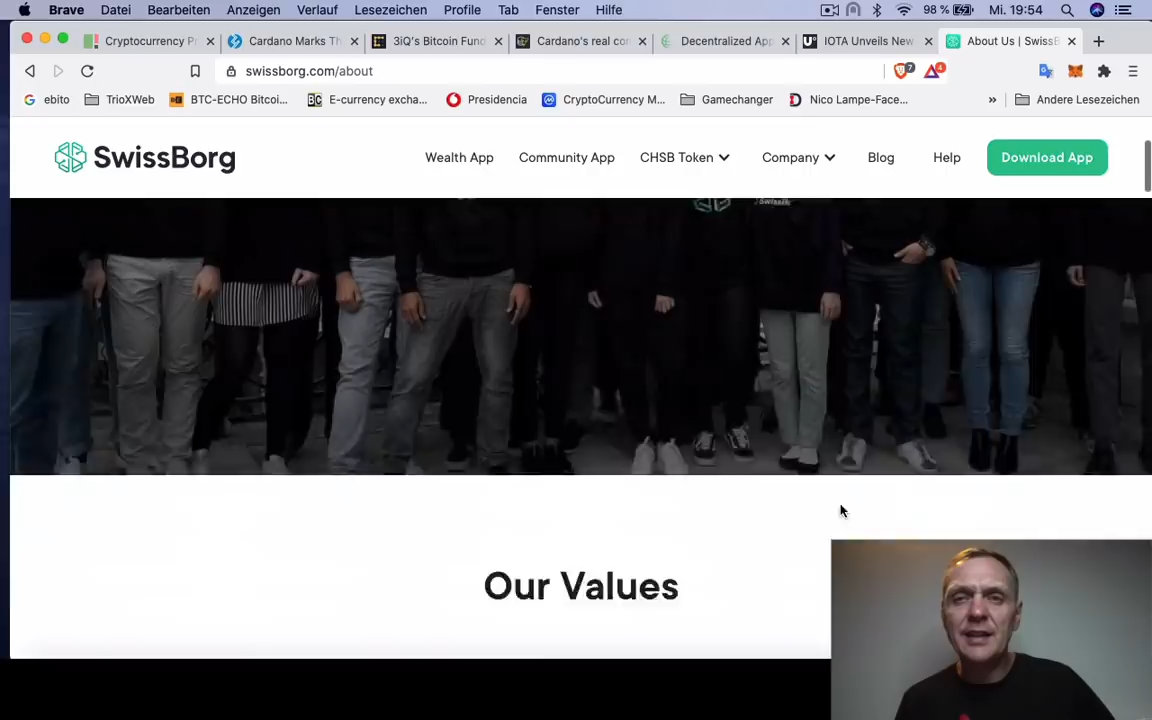 Brave Datei Bearbeiten Anzeigen Verlauf Lesezeichen Profile Tab Fenster Hilfe 98 % Mi. 19:54
Cryptocurrency P Cardano Marks Th 3iQ's Bitcoin Fund Cardano's real co Decentralized App IOTA Unveils New About Us | SwissB
swissborg.com/about 7 4
ebito TrioXWeb BTC-ECHO Bitcoi... E-currency excha... Presidencia CryptoCurrency M... Gamechanger Nico Lampe-Face... » Andere Lesezeichen
SwissBorg Wealth App Community App CHSB Token Company Blog Help Download App
Our Values